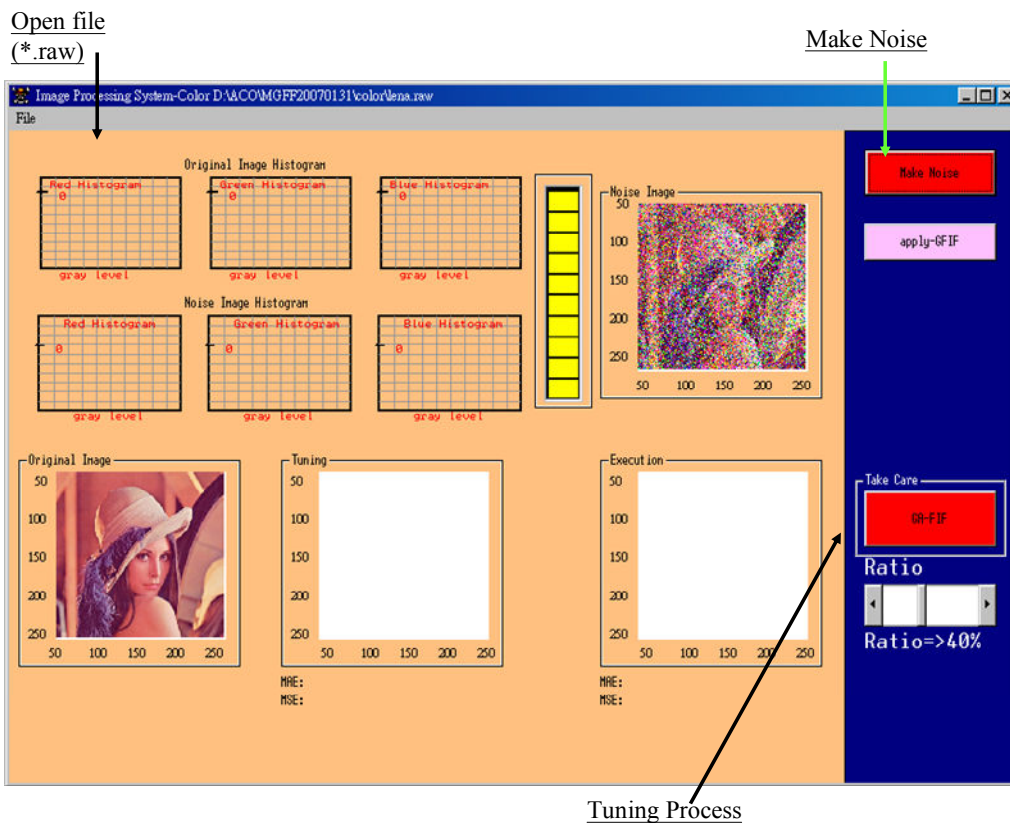 Open file
(*.raw)
Make Noise
Image Processing System-Color D:\ACO\MGFF20070131\color\lena.raw
File
Original Image Histogram
Red Histogram
0
gray level
Green Histogram
0
gray level
Blue Histogram
0
gray level
Noise Image Histogram
Red Histogram
0
gray level
Green Histogram
0
gray level
Blue Histogram
0
gray level
Noise Image
50
100
150
200
250
50 100 150 200 250
Make Noise
apply-GFIF
Original Image
50
100
150
200
250
50 100 150 200 250
Tuning
50
100
150
200
250
50 100 150 200 250
MAE:
MSE:
Execution
50
100
150
200
250
50 100 150 200 250
MAE:
MSE:
Take Care
GA-FIF
Ratio
Ratio=>40%
Tuning Process